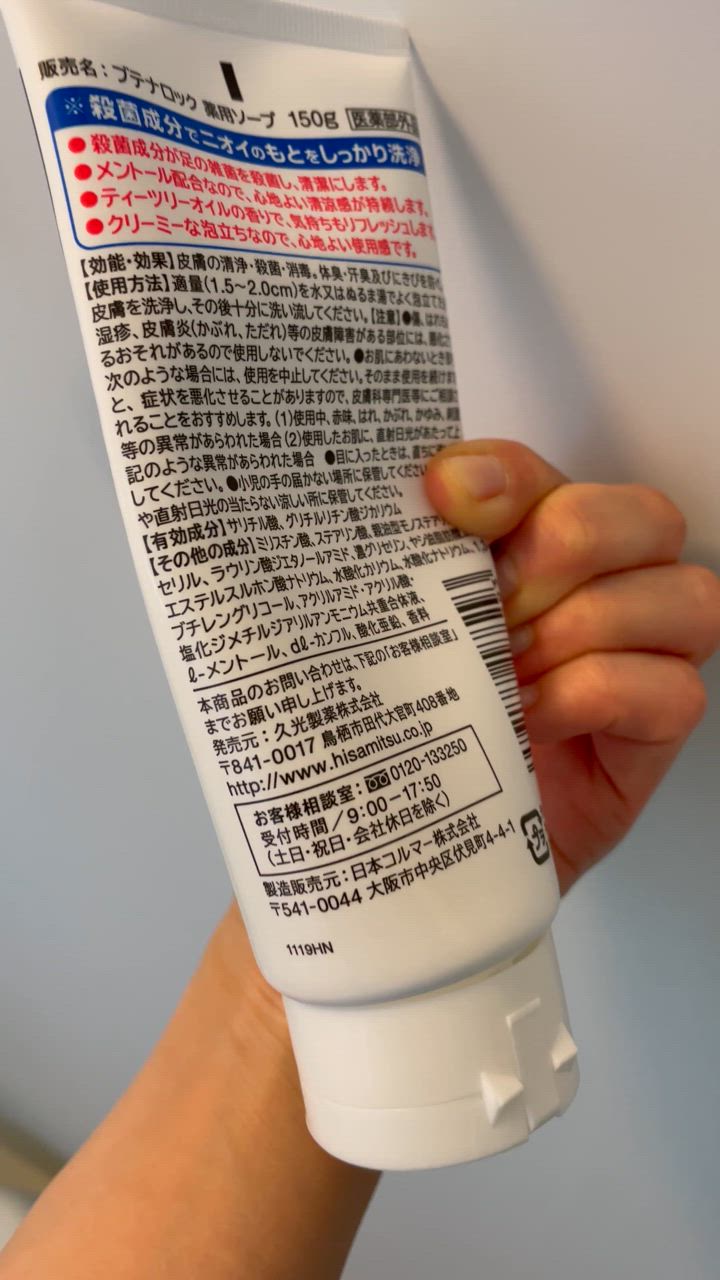 販売名：ブテナロック 薬用ソープ 150g 医薬部外品
※殺菌成分でニオイのもとをしっかり洗浄
●殺菌成分が足の雑菌を殺菌し、清潔にします。
●メントール配合なので、心地よい清涼感が持続します。
●ティーツリーオイルの香りで、気持ちもリフレッシュします
●クリーミーな泡立ちなので、心地よい使用感です。
【効能・効果】皮膚の清浄・殺菌・消毒。体臭・汗臭及びにきびを防ぐ。
【使用方法】適量(1.5~2.0cm)を水又はぬるま湯でよく泡立て
皮膚を洗浄し、その後十分に洗い流してください。【注意】●傷、はれもの
湿疹、皮膚炎(かぶれ、ただれ)等の皮膚障害がある部位には、悪化す
るおそれがあるので使用しないでください。●お肌にあわないとき
次のような場合には、使用を中止してください。そのまま使用を続けます
と、症状を悪化させることがありますので、皮膚科専門医等にご相談さ
れることをおすすめします。(1)使用中、赤味、はれ、かぶれ、かゆみ、刺激
等の異常があらわれた場合(2)使用したお肌に、直射日光があたって上
記のような異常があらわれた場合 ●目に入ったときは、直ちに
してください。●小児の手の届かない場所に保管してください
や直射日光の当たらない涼しい所に保管してください。
【有効成分】サリチル酸、グリチルリチン酸ジカリウム
【その他の成分】ミリスチン酸、ステアリン酸、親油型モノステアリン
セリル、ラウリン酸ジエタノールアミド、濃グリセリン、ヤシ油脂肪酸
エステルスルホン酸ナトリウム、水酸化カリウム、水酸化ナトリウム、1,3
ブチレングリコール、アクリルアミド・アクリル酸・
塩化ジメチルジアリルアンモニウム共重合体液、
ℓ-メントール、dℓ-カンフル、酸化亜鉛、香料
本商品のお問い合わせは、下記の「お客様相談室」
までお願い申し上げます。
発売元：久光製薬株式会社
〒841-0017 鳥栖市田代大官町408番地
http://www.hisamitsu.co.jp
お客様相談室：0120-133250
受付時間／9:00－17:50
(土日・祝日・会社休日を除く)
製造販売元：日本コルマー株式会社
〒541-0044 大阪市中央区伏見町4-4-1
1119HN